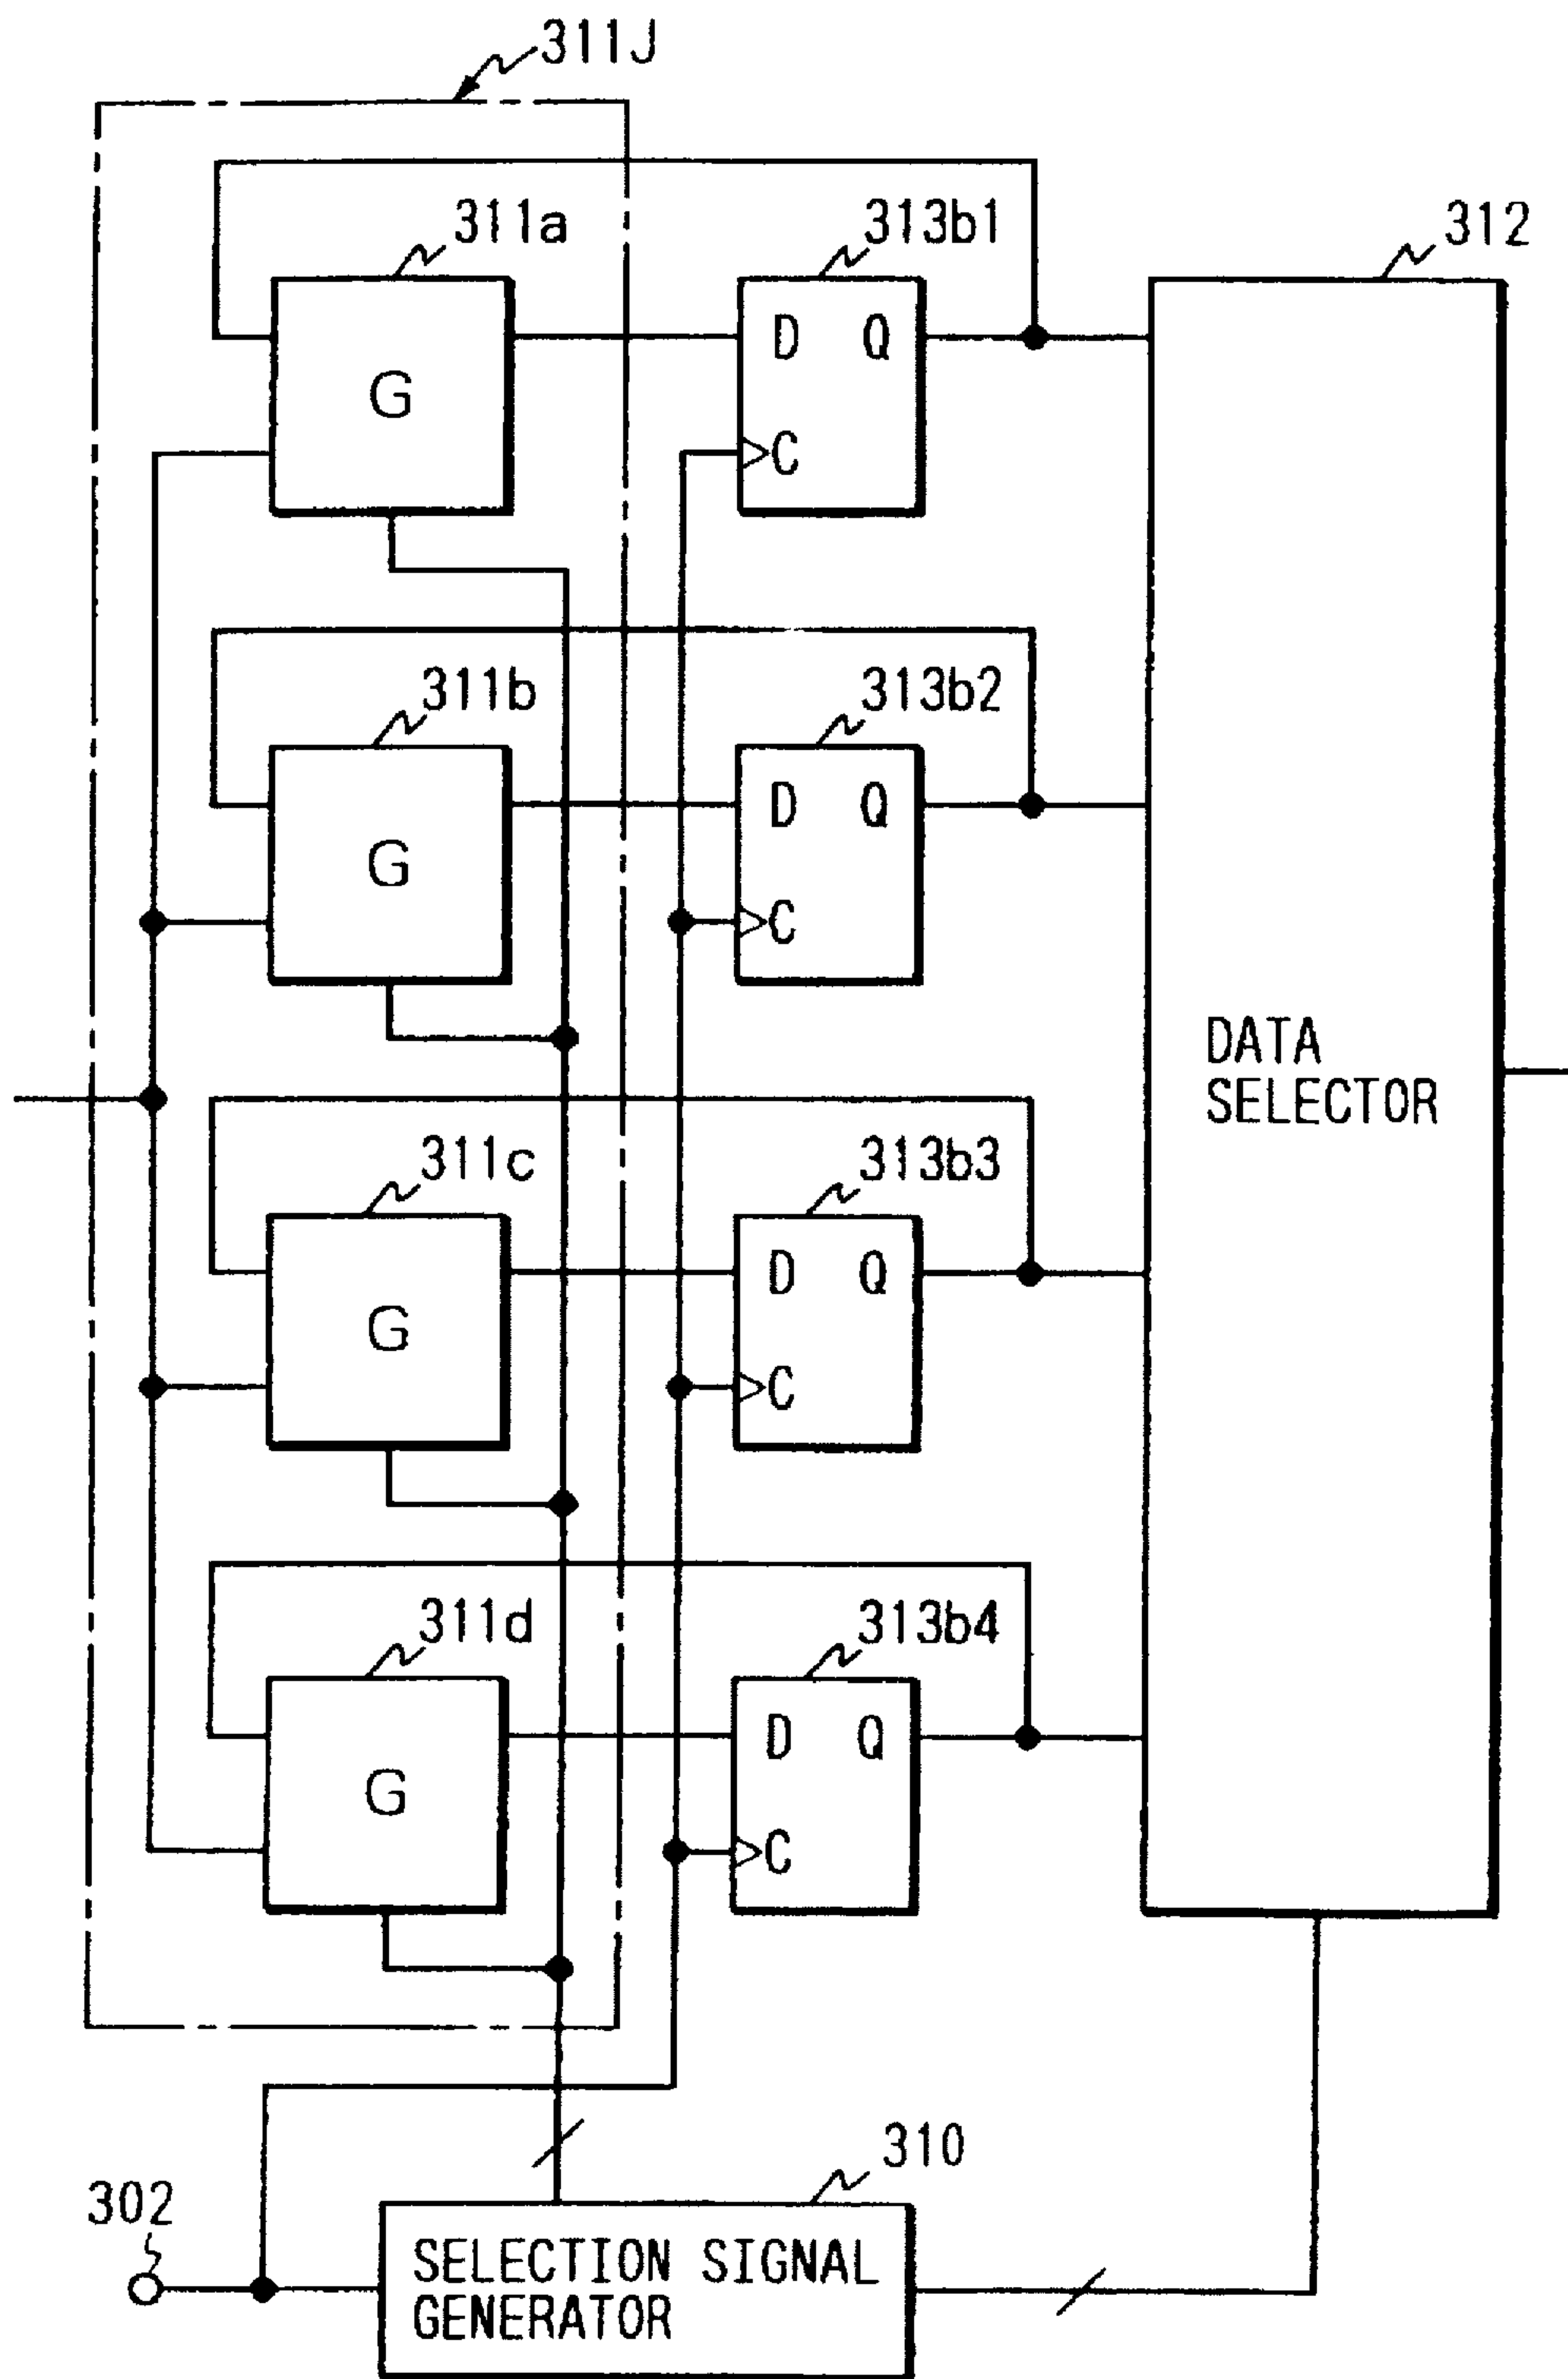 311J
311a
313b1
312
D Q
G
C
311b
313b2
D Q
G
C
DATA
SELECTOR
311c
313b3
D Q
G
C
311d
313b4
D Q
G
C
310
302
SELECTION SIGNAL
GENERATOR